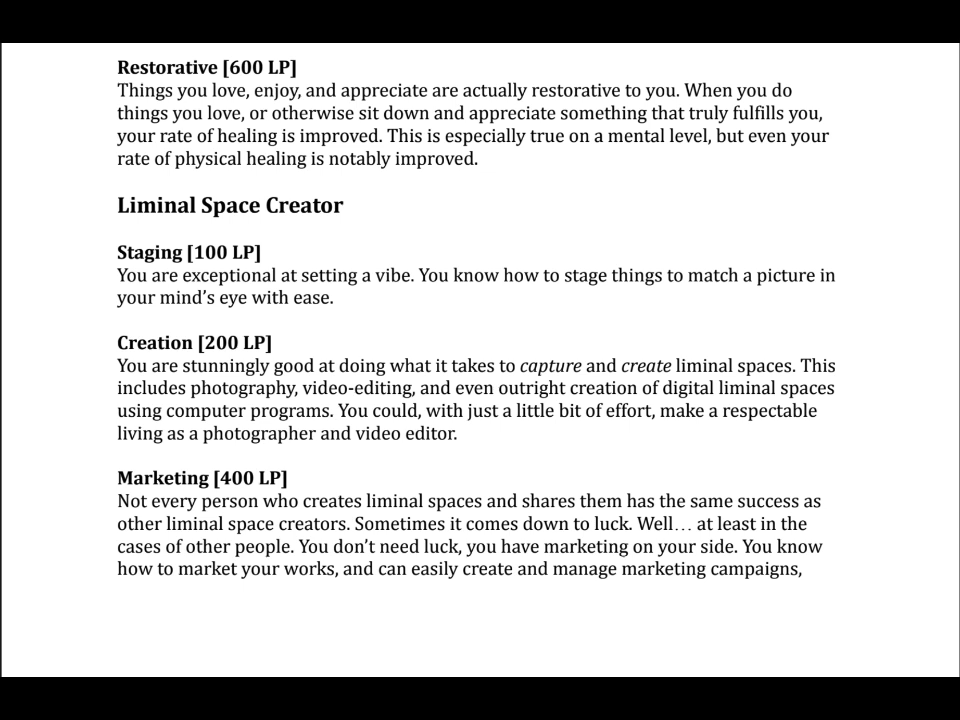 Restorative [600 LP]
Things you love, enjoy, and appreciate are actually restorative to you. When you do
things you love, or otherwise sit down and appreciate something that truly fulfills you,
your rate of healing is improved. This is especially true on a mental level, but even your
rate of physical healing is notably improved.
Liminal Space Creator
Staging [100 LP]
You are exceptional at setting a vibe. You know how to stage things to match a picture in
your mind’s eye with ease.
Creation [200 LP]
You are stunningly good at doing what it takes to capture and create liminal spaces. This
includes photography, video-editing, and even outright creation of digital liminal spaces
using computer programs. You could, with just a little bit of effort, make a respectable
living as a photographer and video editor.
Marketing [400 LP]
Not every person who creates liminal spaces and shares them has the same success as
other liminal space creators. Sometimes it comes down to luck. Well… at least in the
cases of other people. You don’t need luck, you have marketing on your side. You know
how to market your works, and can easily create and manage marketing campaigns,